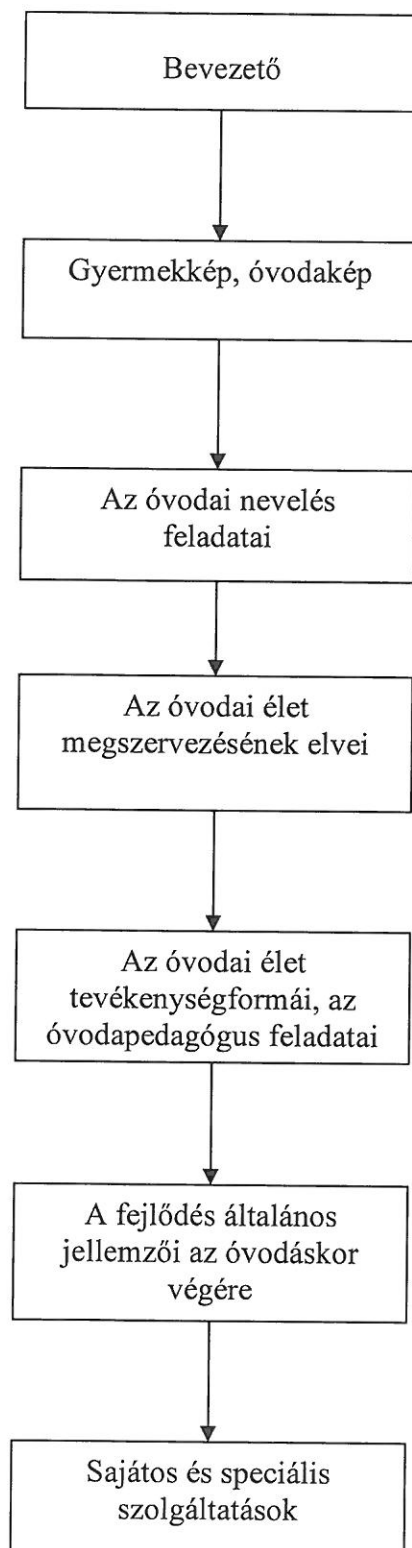 Bevezető
Gyermekkép, óvodakép
Az óvodai nevelés
feladatai
Az óvodai élet
megszervezésének elvei
Az óvodai élet
tevékenységformái, az
óvodapedagógus feladatai
A fejlődés általános
jellemzői az óvodáskor
végére
Sajátos és speciális
szolgáltatások